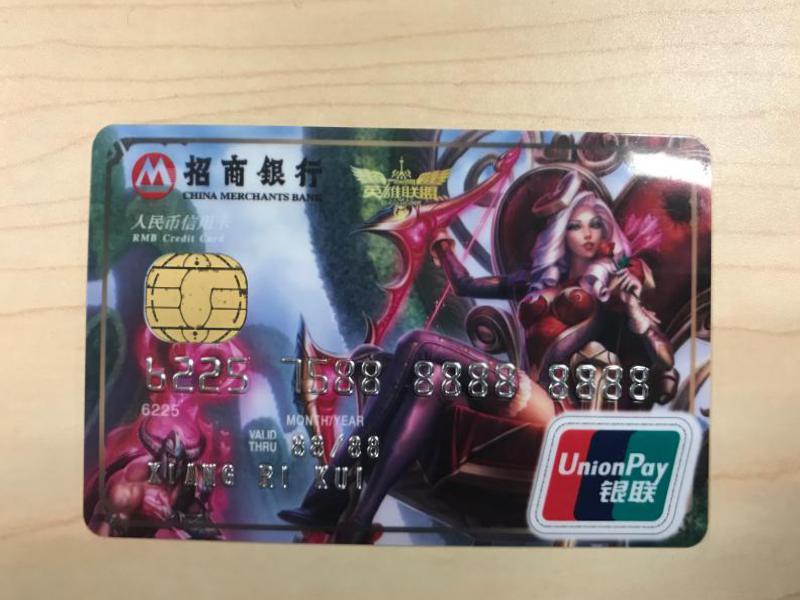 招商银行
CHINA MERCHANTS BANK
英雄联盟
人民币信用卡
RMB Credit Card
6225 7588 8888 8888
6225
MONTH/YEAR
VALID THRU 88/88
XIANG RI KUI
UnionPay
银联